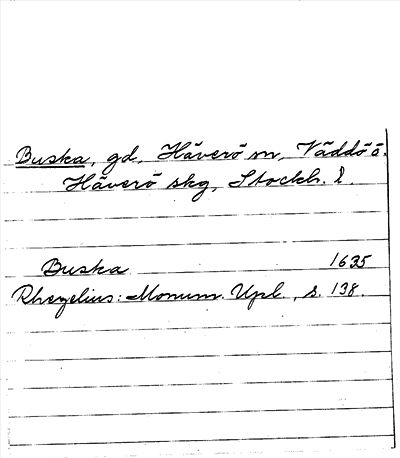 Buska, gd, Häverö sn, Väddö ö.
Häverö skg, Stockh. l.
Buska 1635
Rhezelius: Monum. Upl., s. 138.